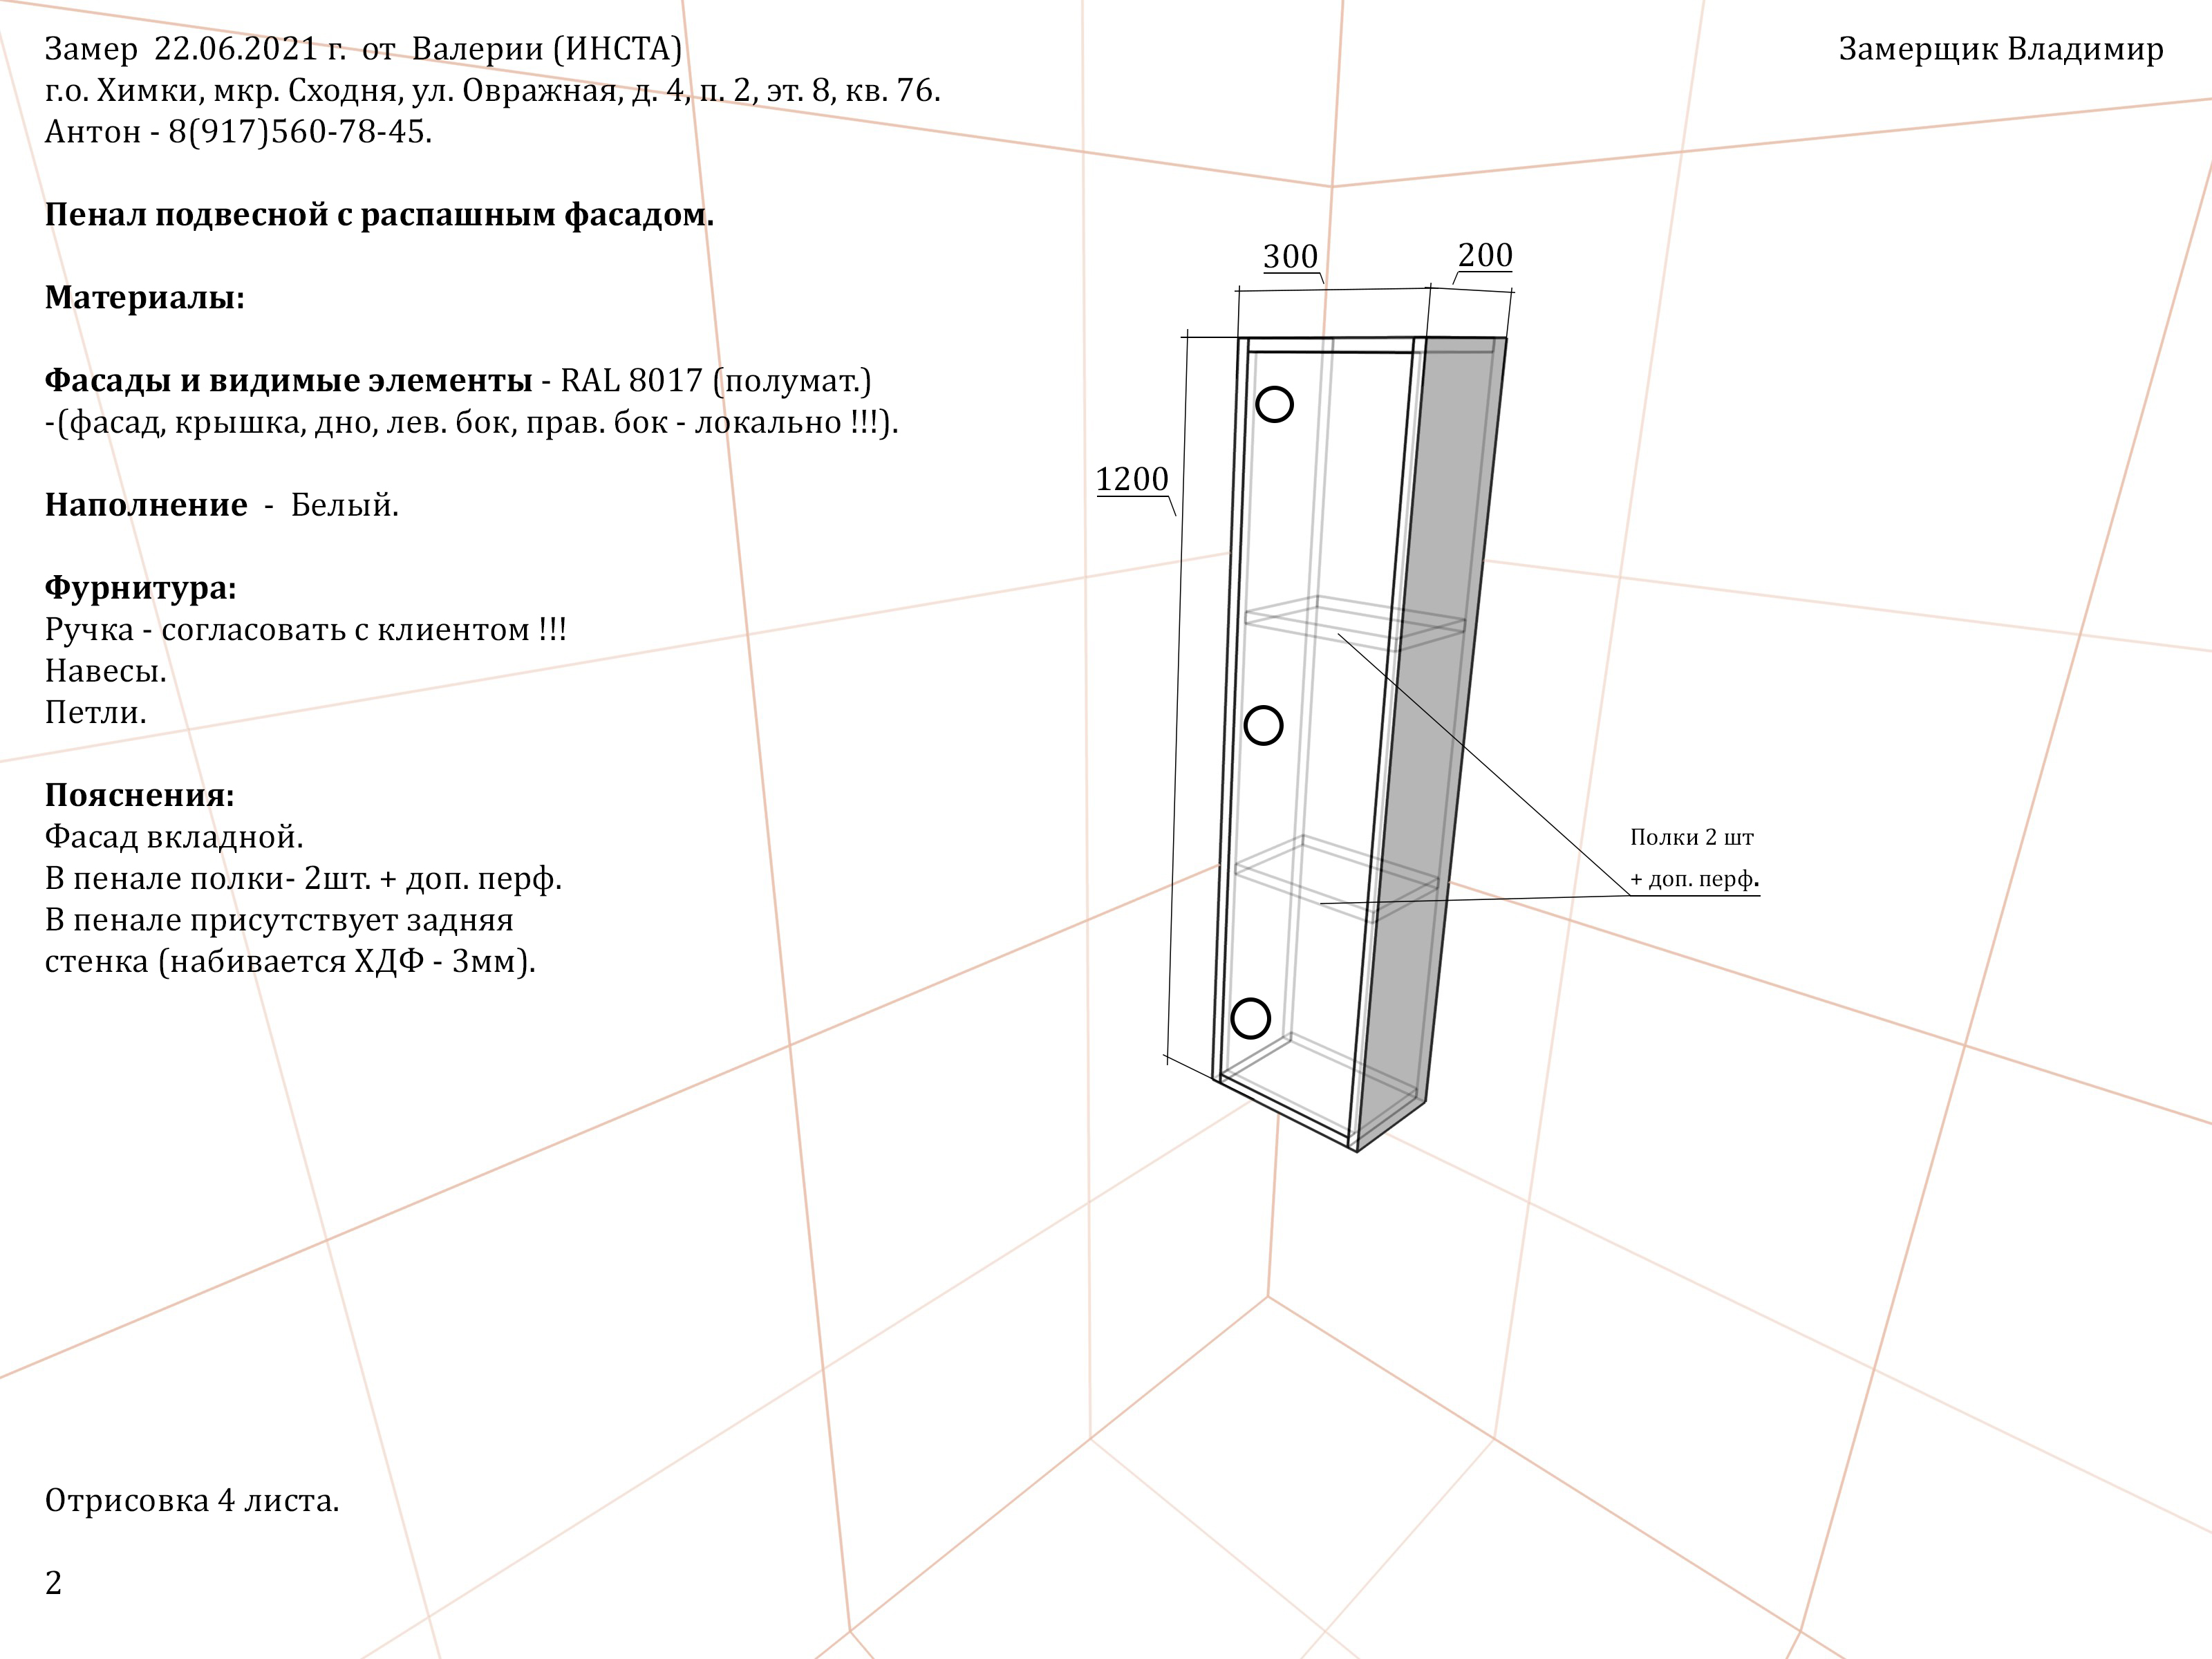 Замер 22.06.2021 г. от Валерии (ИНСТА)
Замерщик Владимир
г.о. Химки, мкр. Сходня, ул. Овражная, д. 4, п. 2, эт. 8, кв. 76.
Антон - 8(917)560-78-45.
Пенал подвесной с распашным фасадом.
Материалы:
Фасады и видимые элементы - RAL 8017 (полумат.)
-(фасад, крышка, дно, лев. бок, прав. бок - локально !!!).
Наполнение - Белый.
Фурнитура:
Ручка - согласовать с клиентом !!!
Навесы.
Петли.
Пояснения:
Фасад вкладной.
В пенале полки- 2шт. + доп. перф.
В пенале присутствует задняя
стенка (набивается ХДФ - 3мм).
300
200
1200
Полки 2 шт
+ доп. перф.
Отрисовка 4 листа.
2